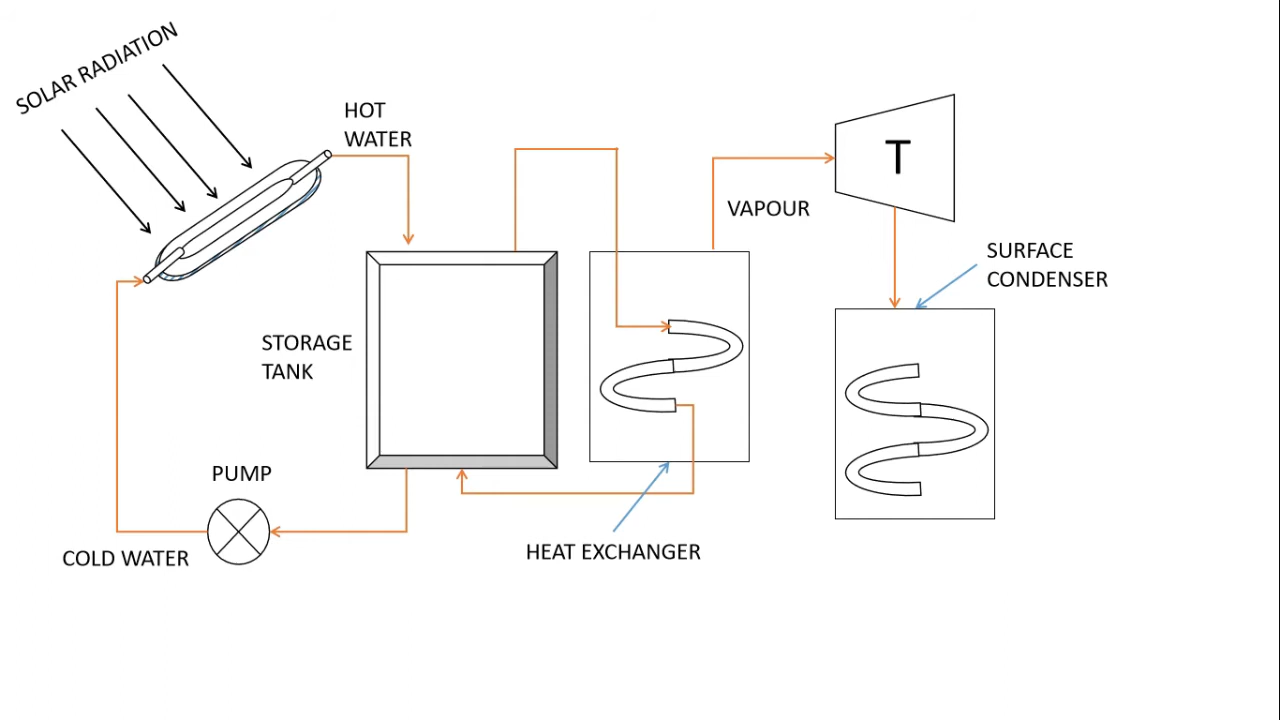 SOLAR RADIATION
HOT
WATER
T
VAPOUR
SURFACE
CONDENSER
STORAGE
TANK
PUMP
HEAT EXCHANGER
COLD WATER